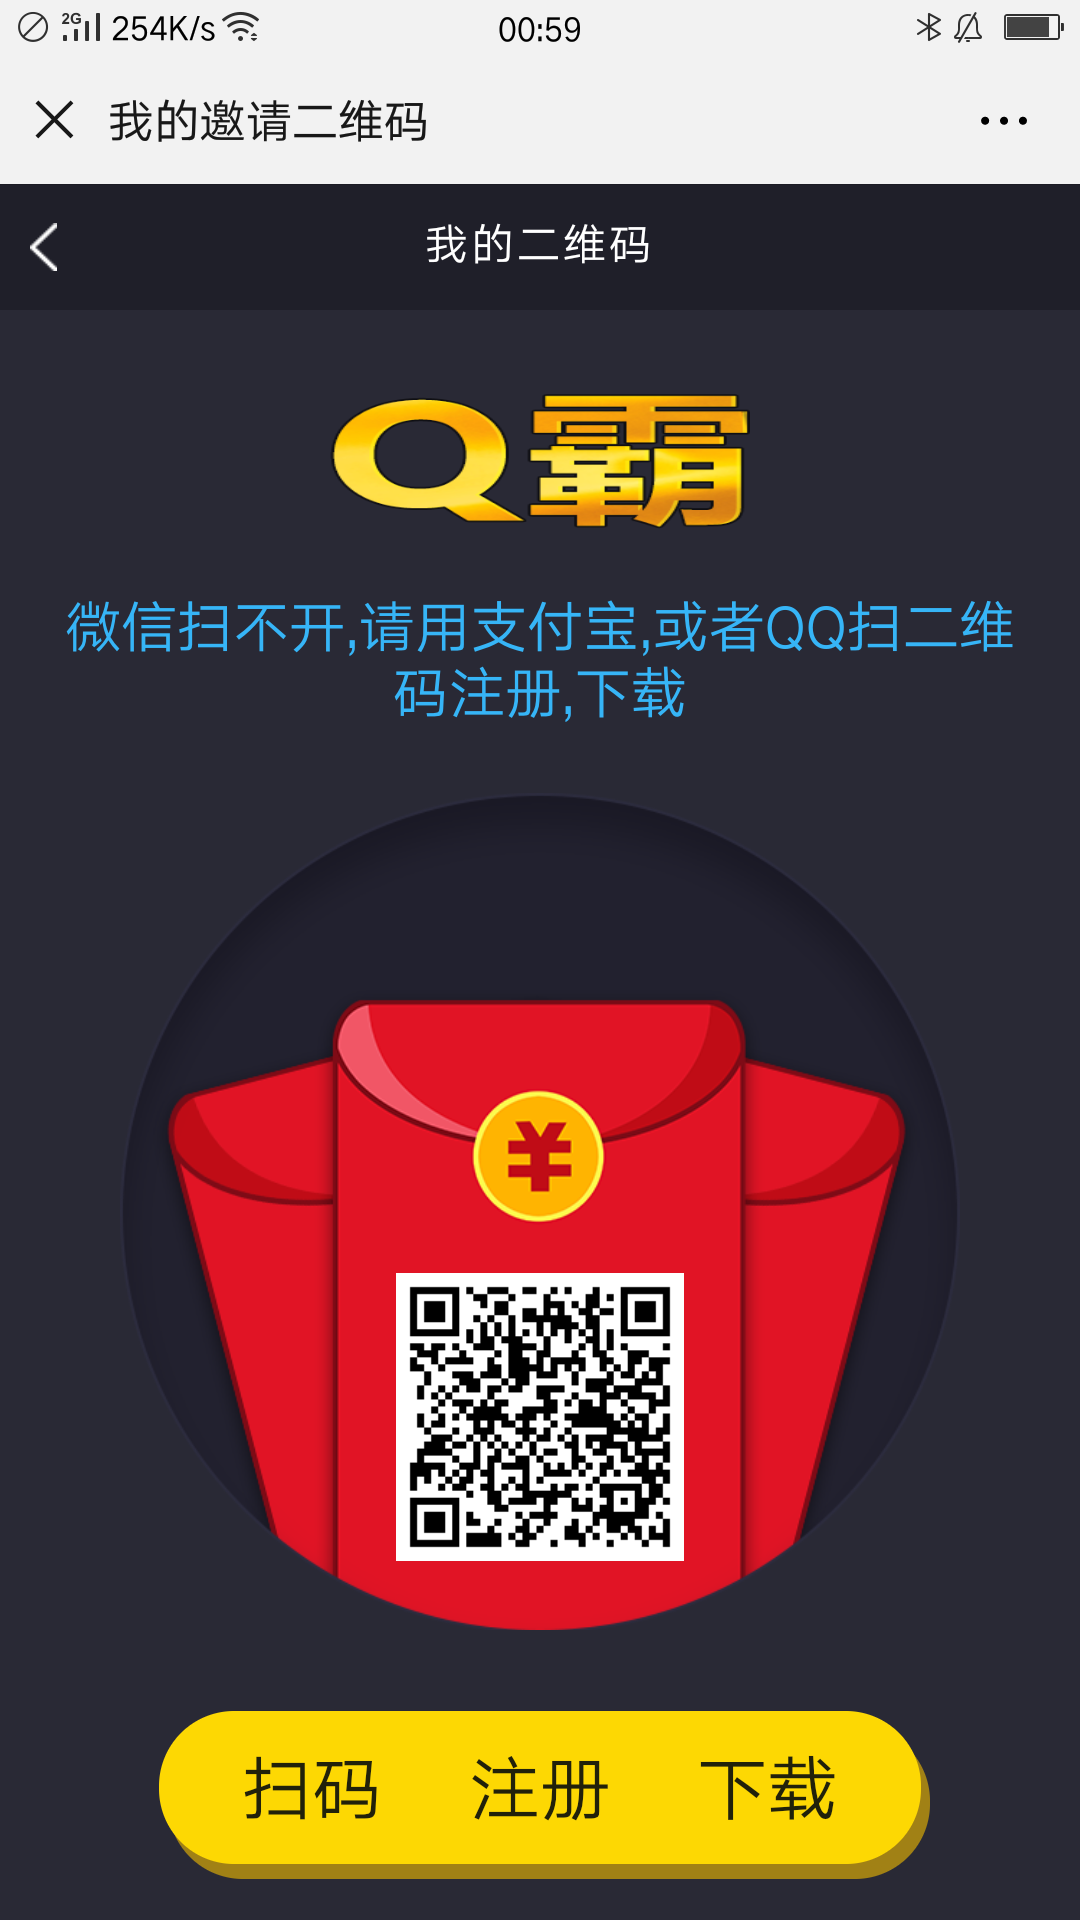 2G 254K/s 00:59
我的邀请二维码
我的二维码
Q霸
微信扫不开,请用支付宝,或者QQ扫二维
码注册,下载
¥
扫码 注册 下载